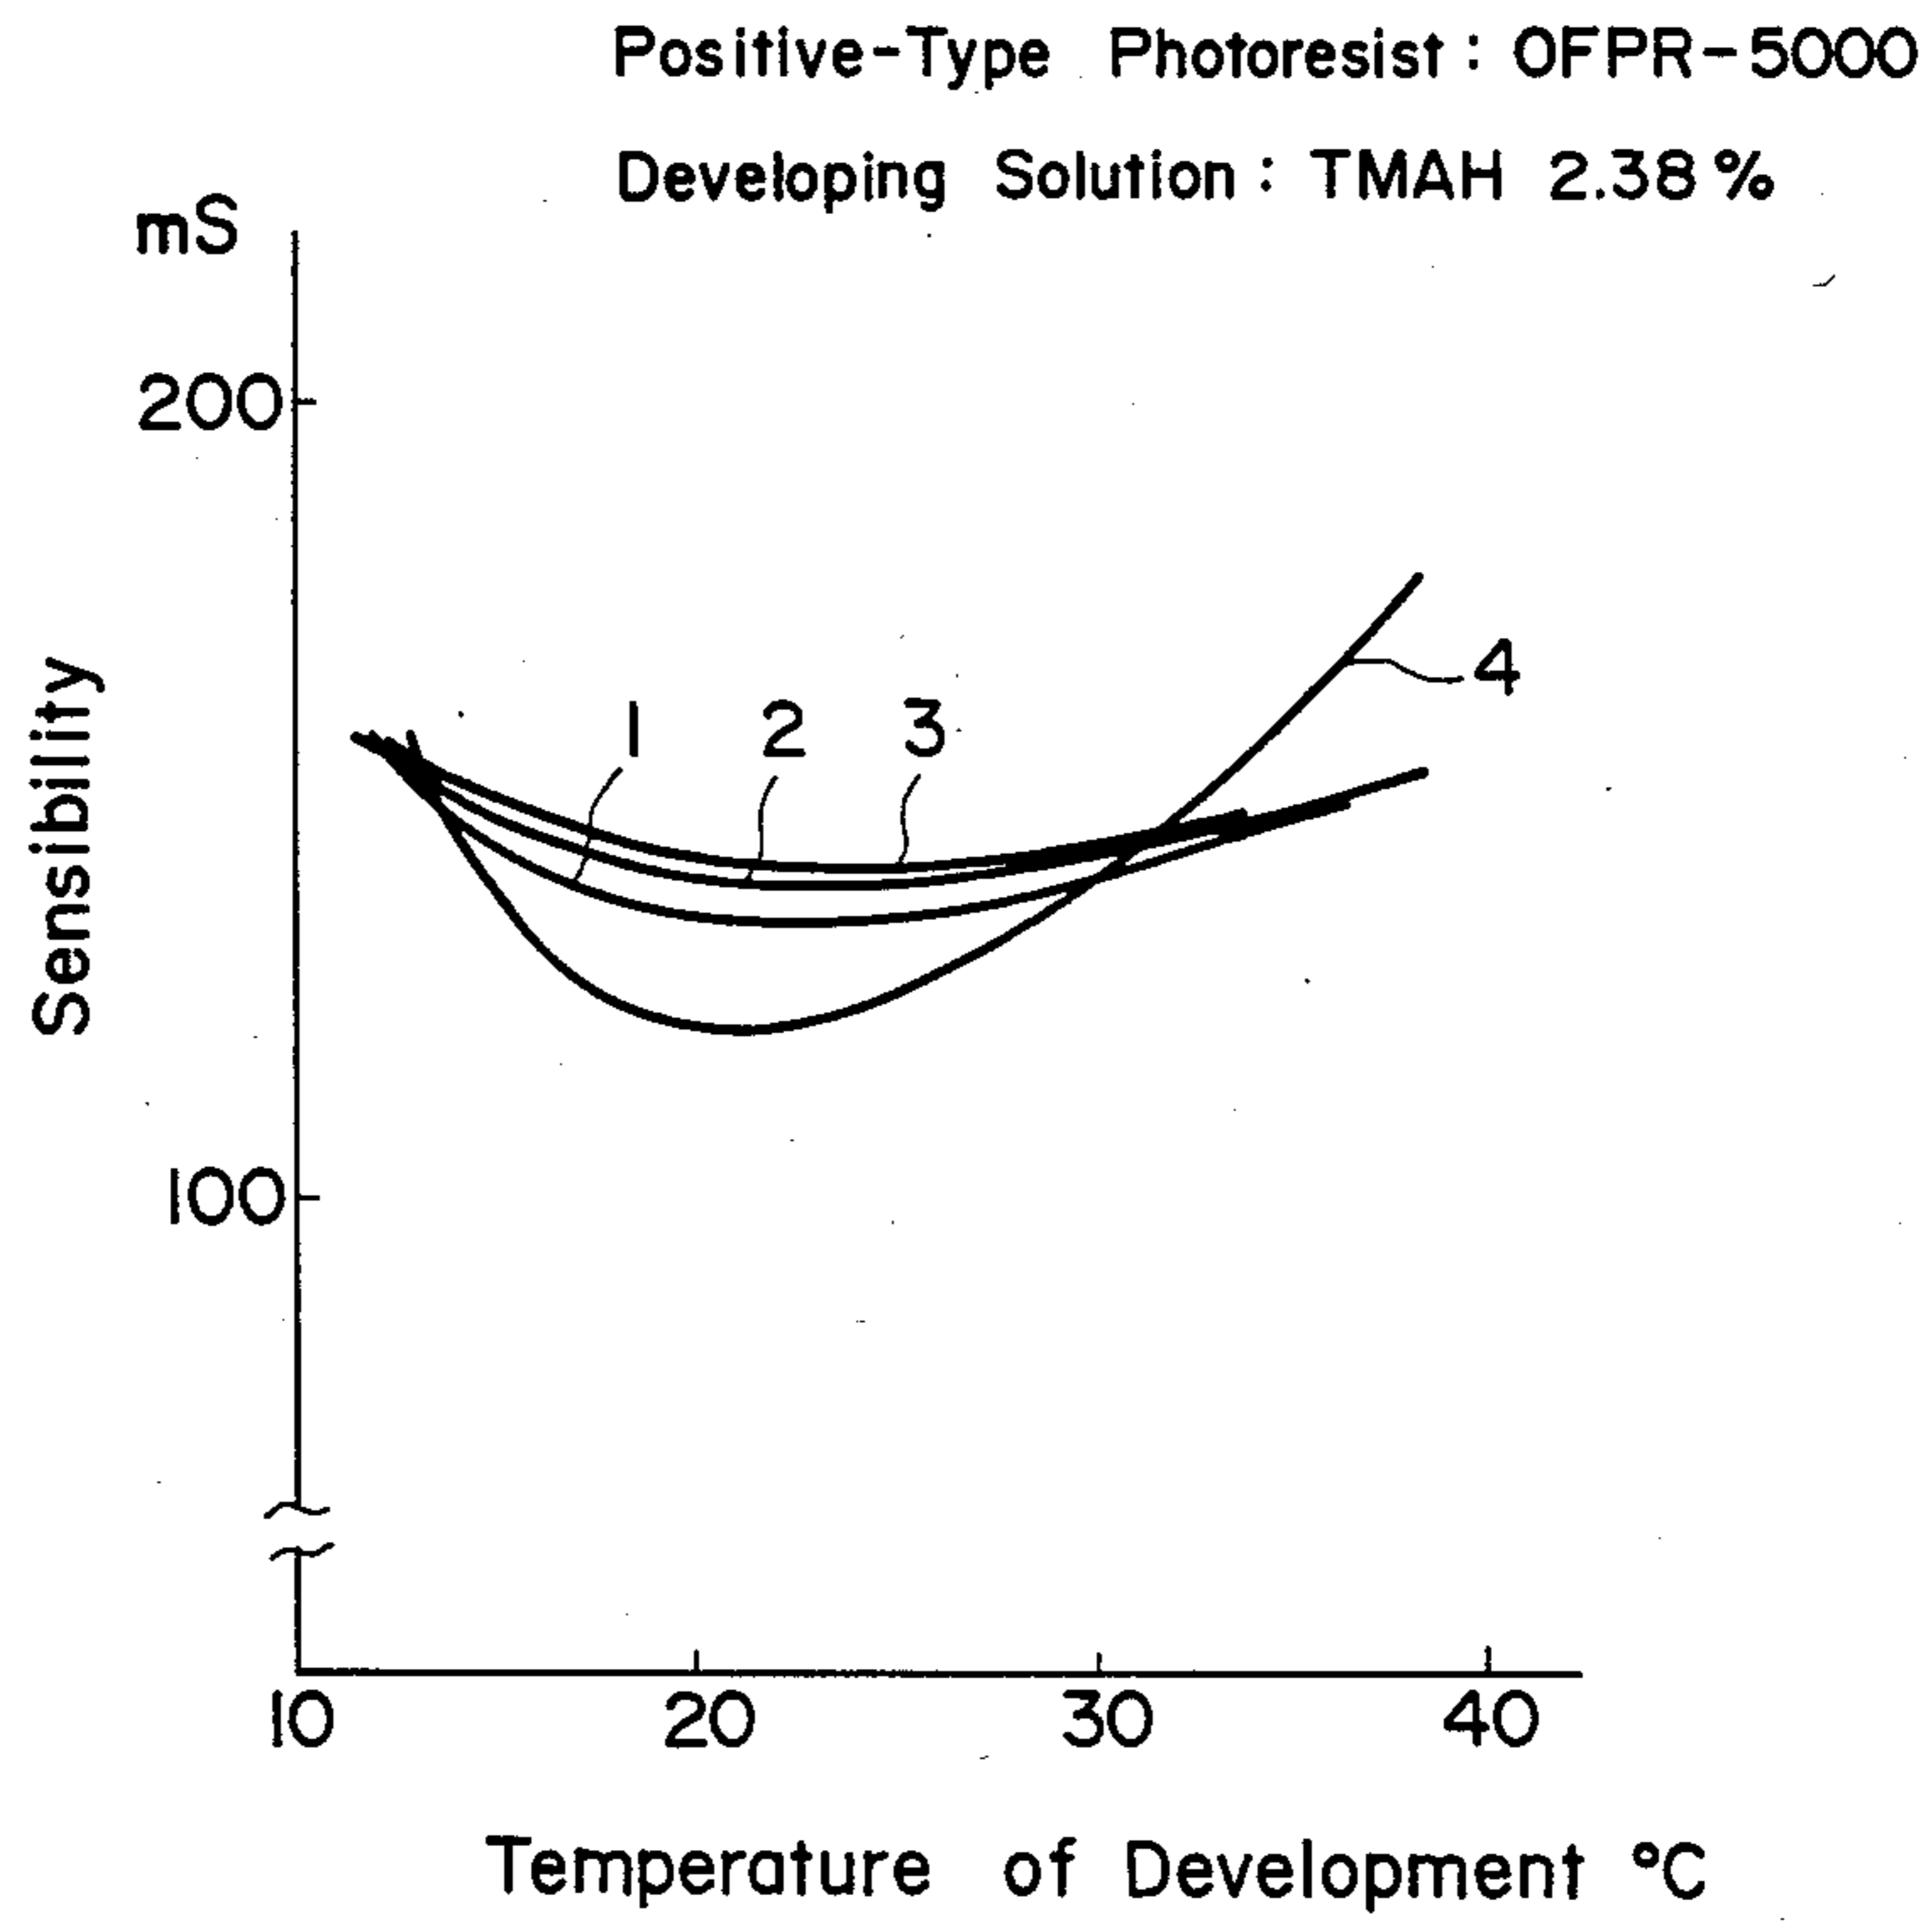 Positive-Type Photoresist : OFPR-5000
Developing Solution : TMAH 2.38 %
mS
200
100
Sensibility
1 2 3
4
10 20 30 40
Temperature of Development °C